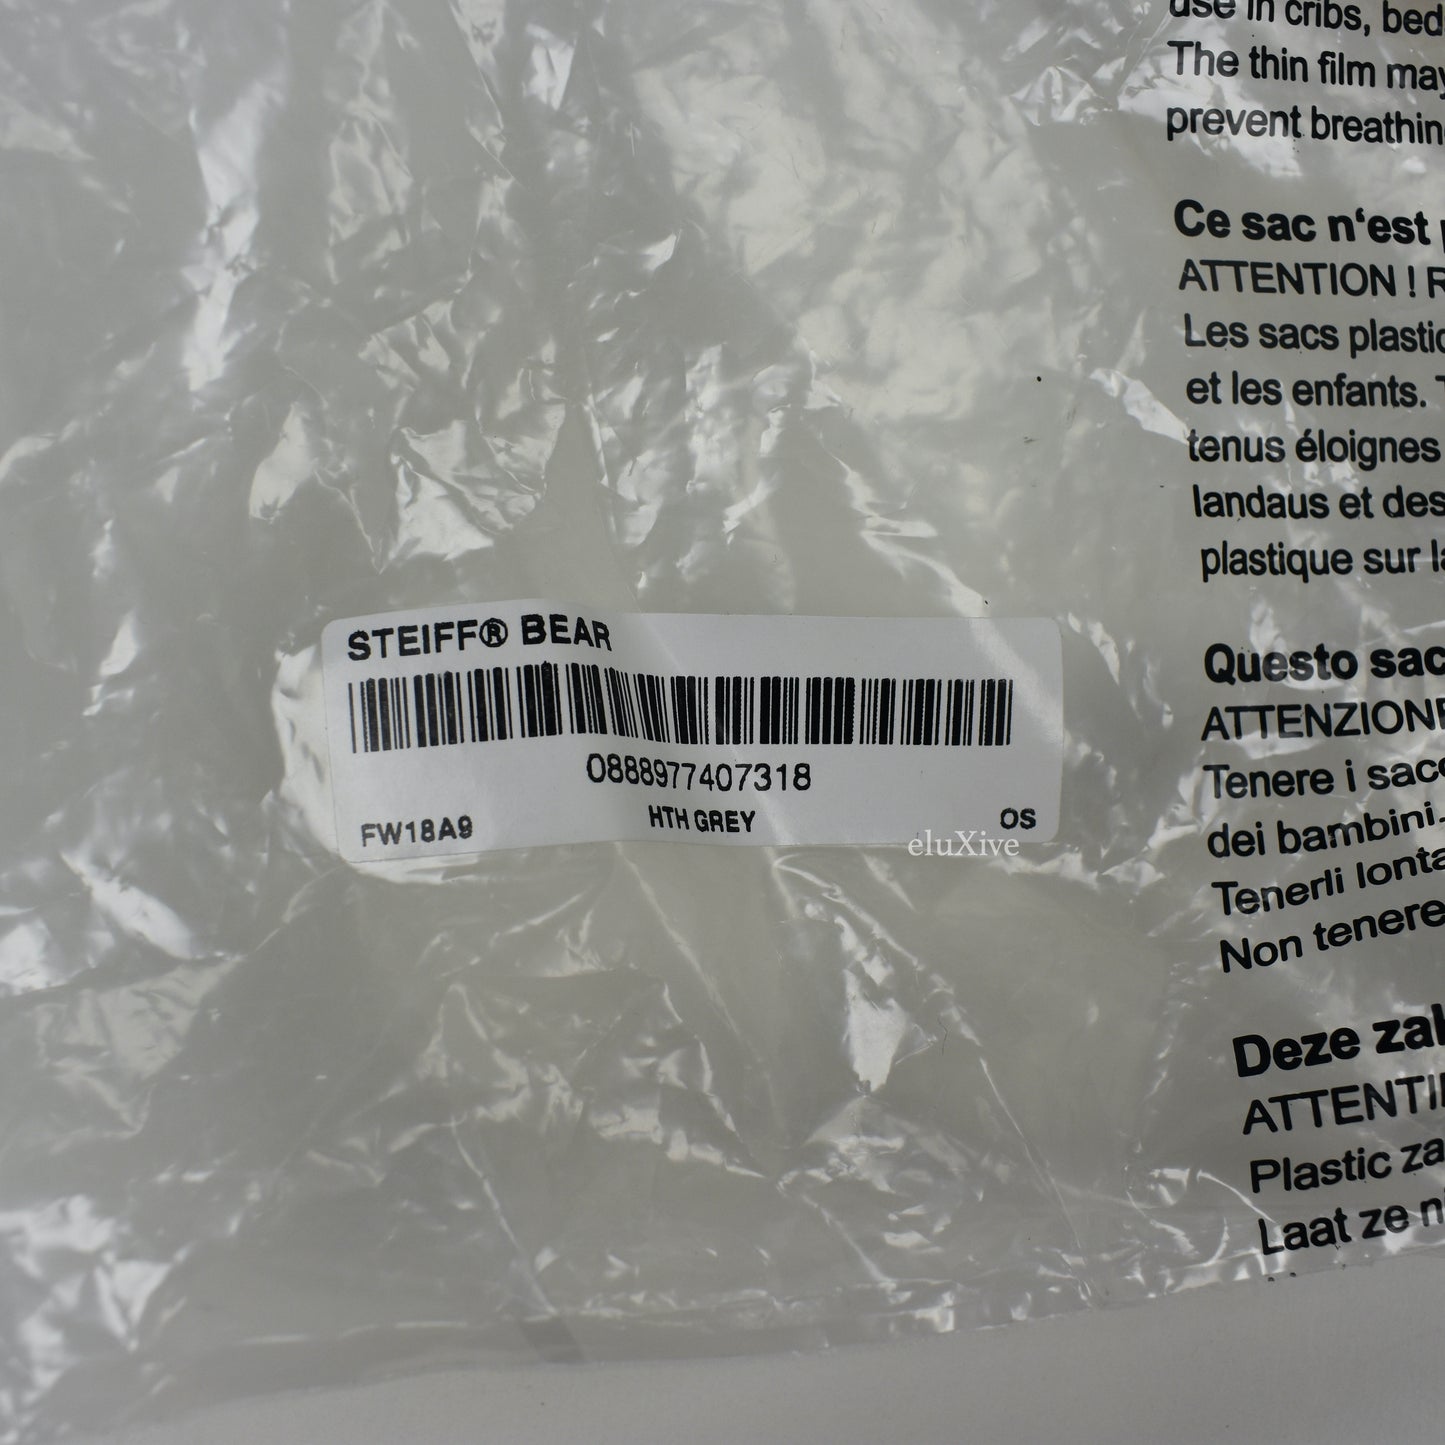 use in cribs, bed
The thin film may
prevent breathin
Ce sac n‘est
ATTENTION ! R
Les sacs plastic
et les enfants. T
tenus éloignes
landaus et des
plastique sur la
STEIFF® BEAR
0888977407318
FW18A9 HTH GREY OS
eluXive
Questo sac
ATTENZIONE
Tenere i sacc
dei bambini.
Tenerli lonta
Non tenere
Deze zak
ATTENTI
Plastic za
Laat ze n